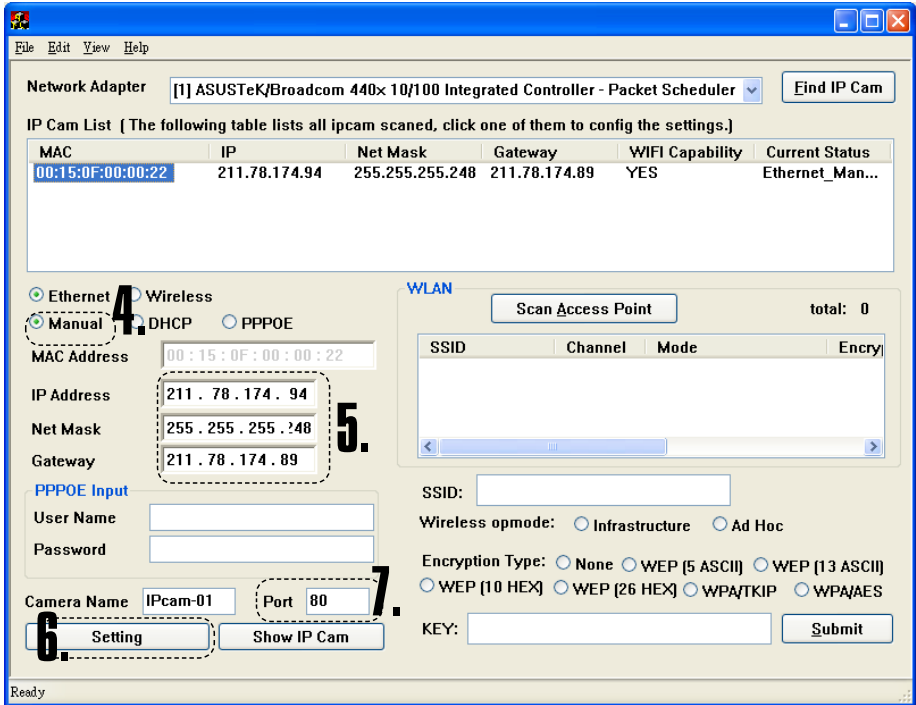 File Edit View Help
Network Adapter [1] ASUSTeK/Broadcom 440x 10/100 Integrated Controller - Packet Scheduler Find IP Cam
IP Cam List ( The following table lists all ipcam scaned, click one of them to config the settings.)
MAC IP Net Mask Gateway WIFI Capability Current Status
00:15:0F:00:00:22 211.78.174.94 255.255.255.248 211.78.174.89 YES Ethernet_Man...
Ethernet Wireless
4.
Manual DHCP PPPOE
MAC Address 00 : 15 : 0F : 00 : 00 : 22
IP Address 211 . 78 . 174 . 94
Net Mask 255 . 255 . 255 . 248
Gateway 211 . 78 . 174 . 89
5.
PPPOE Input
User Name
Password
Camera Name IPcam-01 Port 80
7.
6.
Setting Show IP Cam
WLAN
Scan Access Point total: 0
SSID Channel Mode Encry
SSID:
Wireless opmode: Infrastructure Ad Hoc
Encryption Type: None WEP (5 ASCII) WEP (13 ASCII)
WEP (10 HEX) WEP (26 HEX) WPA/TKIP WPA/AES
KEY: Submit
Ready